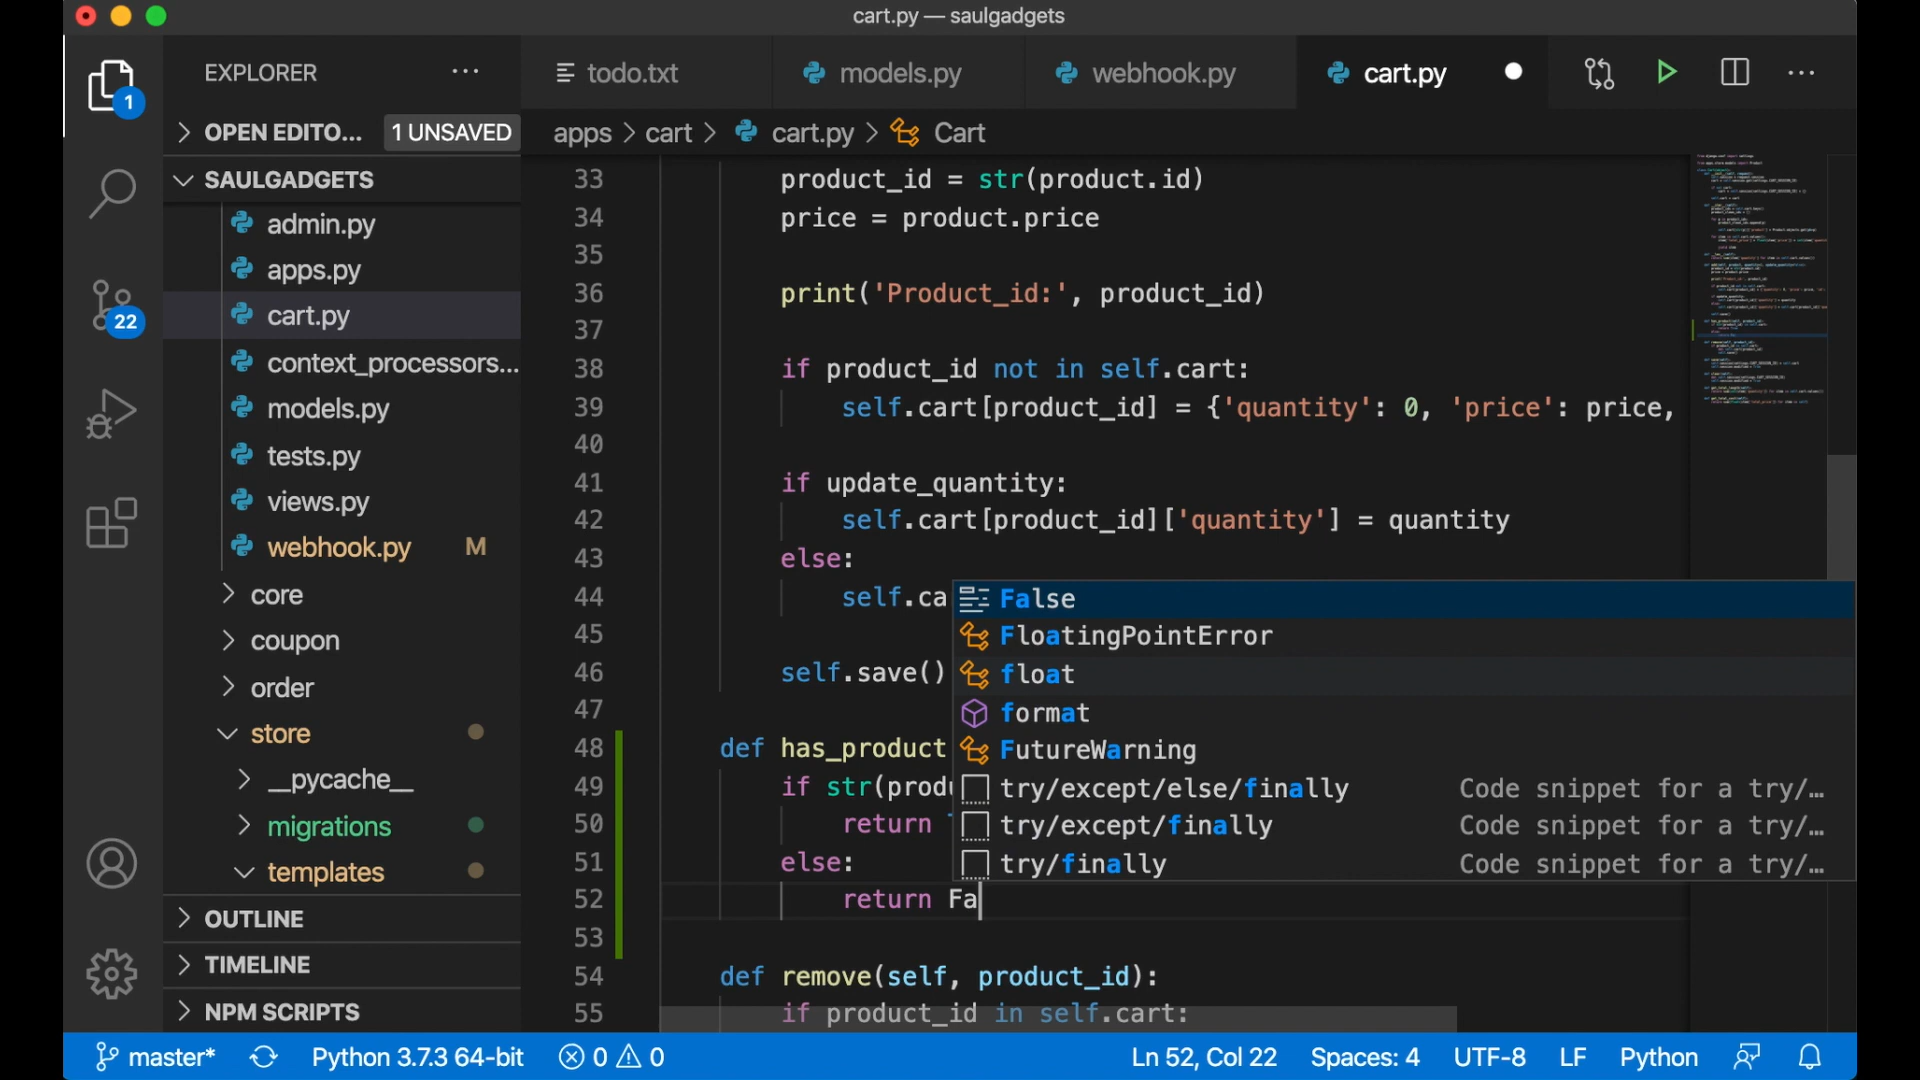 cart.py — saulgadgets
EXPLORER
todo.txt
models.py
webhook.py
cart.py
1
OPEN EDITO...
1 UNSAVED
apps > cart > cart.py > Cart
SAULGADGETS
admin.py
apps.py
cart.py
context_processors...
models.py
tests.py
views.py
webhook.py M
core
coupon
order
store
__pycache__
migrations
templates
OUTLINE
TIMELINE
NPM SCRIPTS
22
33 product_id = str(product.id)
34 price = product.price
35
36 print('Product_id:', product_id)
37
38 if product_id not in self.cart:
39 self.cart[product_id] = {'quantity': 0, 'price': price,
40
41 if update_quantity:
42 self.cart[product_id]['quantity'] = quantity
43 else:
44 self.ca
45
46 self.save()
47
48 def has_product
49 if str(prod
50 return
51 else:
52 return Fa
53
54 def remove(self, product_id):
55 if product_id in self.cart:
False
FloatingPointError
float
format
FutureWarning
try/except/else/finally Code snippet for a try/…
try/except/finally Code snippet for a try/…
try/finally Code snippet for a try/…
master*
Python 3.7.3 64-bit
0
0
Ln 52, Col 22
Spaces: 4
UTF-8
LF
Python